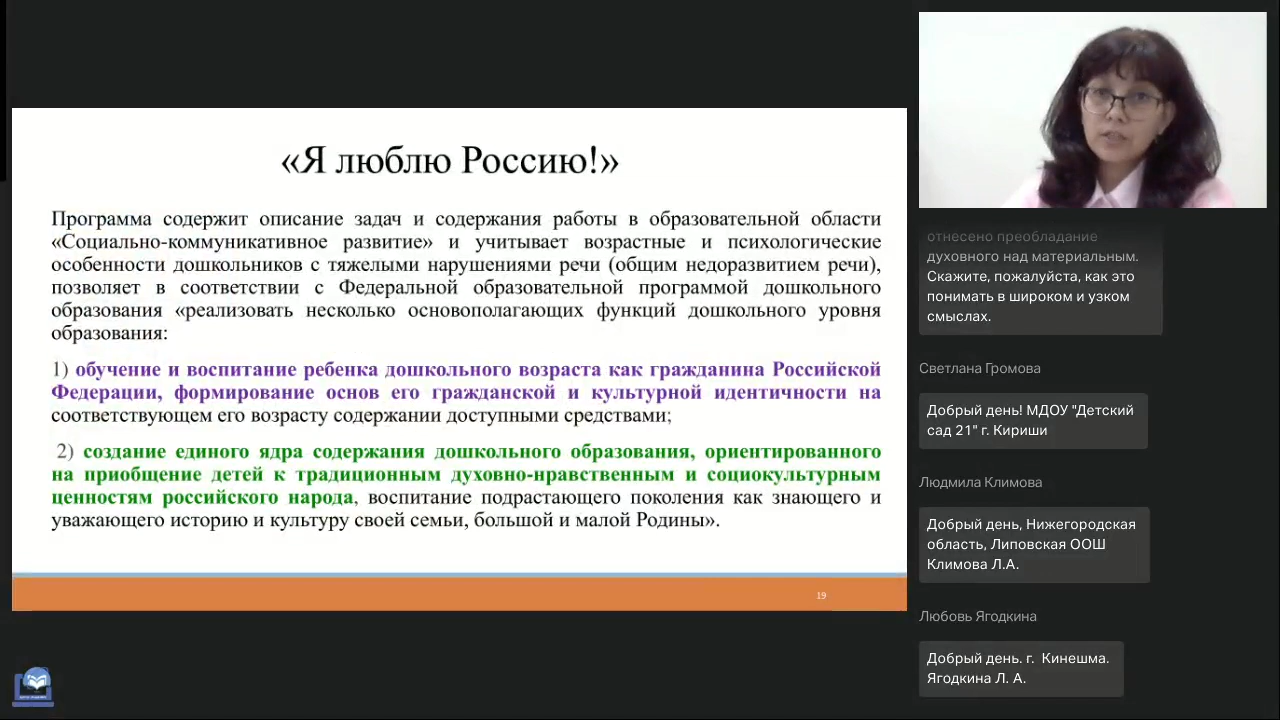 «Я люблю Россию!»
Программа содержит описание задач и содержания работы в образовательной области
«Социально-коммуникативное развитие» и учитывает возрастные и психологические
особенности дошкольников с тяжелыми нарушениями речи (общим недоразвитием речи),
позволяет в соответствии с Федеральной образовательной программой дошкольного
образования «реализовать несколько основополагающих функций дошкольного уровня
образования:
1) обучение и воспитание ребенка дошкольного возраста как гражданина Российской
Федерации, формирование основ его гражданской и культурной идентичности на
соответствующем его возрасту содержании доступными средствами;
2) создание единого ядра содержания дошкольного образования, ориентированного
на приобщение детей к традиционным духовно-нравственным и социокультурным
ценностям российского народа, воспитание подрастающего поколения как знающего и
уважающего историю и культуру своей семьи, большой и малой Родины».
19
отнесено преобладание
духовного над материальным.
Скажите, пожалуйста, как это
понимать в широком и узком
смыслах.
Светлана Громова
Добрый день! МДОУ "Детский
сад 21" г. Кириши
Людмила Климова
Добрый день, Нижегородская
область, Липовская ООШ
Климова Л.А.
Любовь Ягодкина
Добрый день. г.  Кинешма.
Ягодкина Л. А.